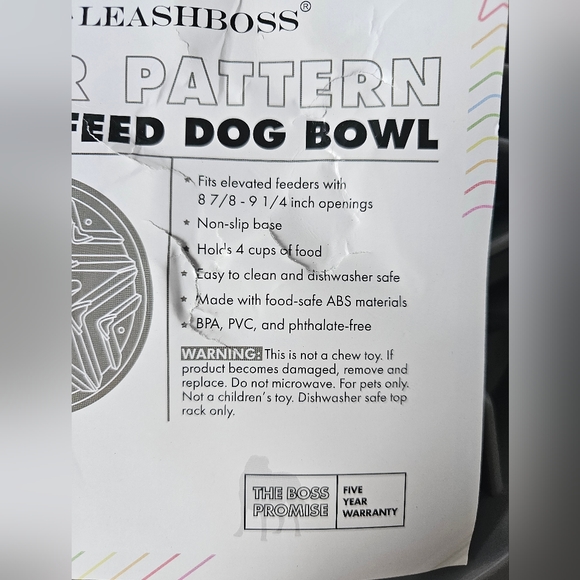 LEASHBOSS®
R PATTERN
FEED DOG BOWL
* Fits elevated feeders with
8 7/8 - 9 1/4 inch openings
* Non-slip base
* Holds 4 cups of food
* Easy to clean and dishwasher safe
* Made with food-safe ABS materials
* BPA, PVC, and phthalate-free
WARNING: This is not a chew toy. If
product becomes damaged, remove and
replace. Do not microwave. For pets only.
Not a children's toy. Dishwasher safe top
rack only.
THE BOSS
PROMISE
FIVE
YEAR
WARRANTY